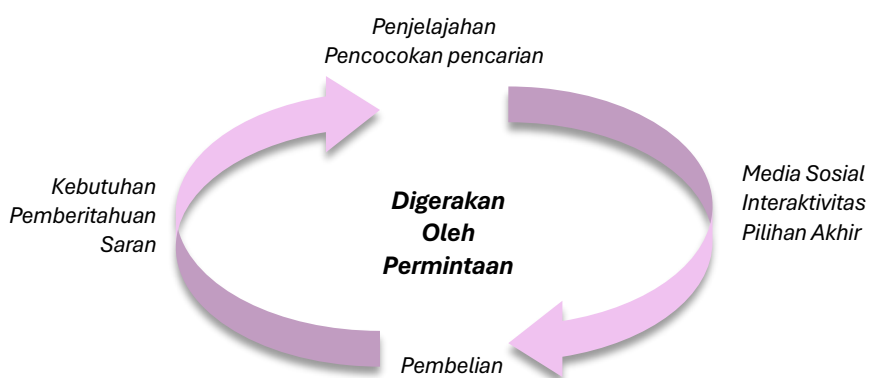 Penjelajahan
Pencocokan pencarian
Media Sosial
Interaktivitas
Pilihan Akhir
Kebutuhan
Pemberitahuan
Saran
Digerakan
Oleh
Permintaan
Pembelian